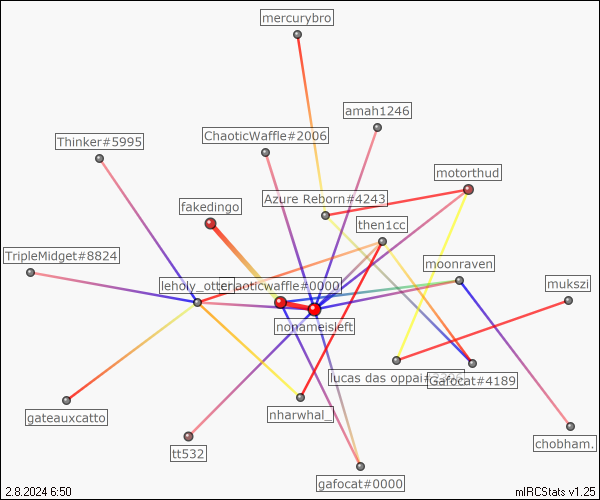 mercurybro
amah1246
Thinker#5995
ChaoticWaffle#2006
motorthud
Azure Reborn#4243
fakedingo
then1cc
TripleMidget#8824
moonraven
leholy_otter
chaoticwaffle#0000
mukszi
nonameisleft
lucas das oppai#
Gafocat#4189
gateauxcatto
nharwhal_
chobham.
tt532
gafocat#0000
2.8.2024 6:50
mIRCStats v1.25